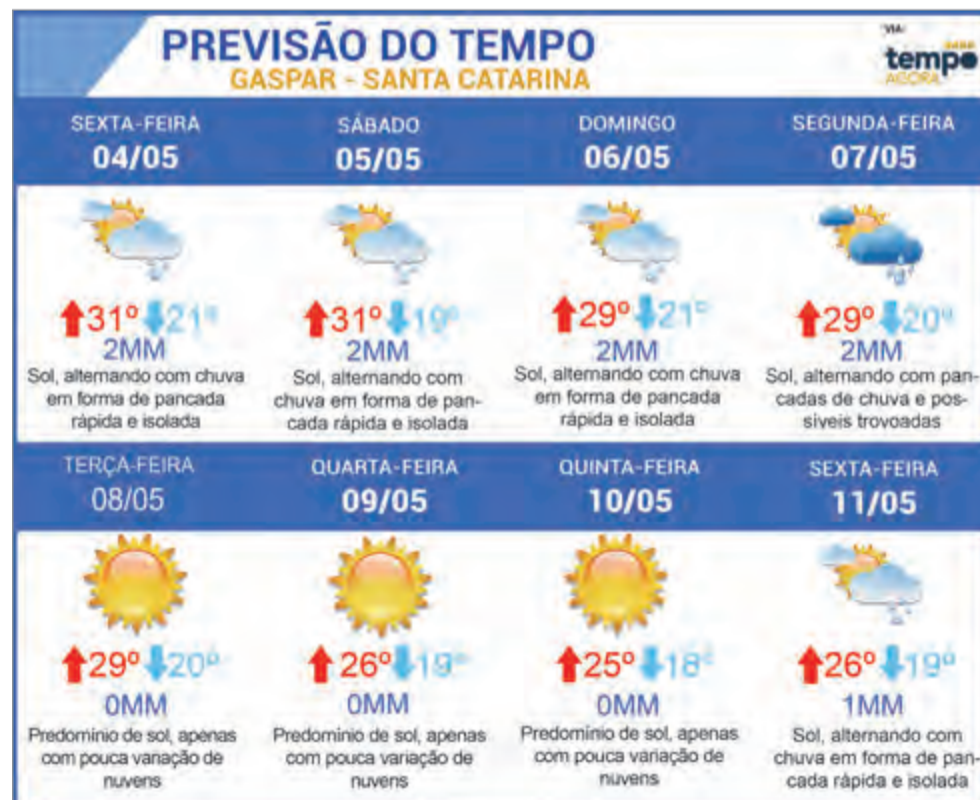 PREVISÃO DO TEMPO
GASPAR - SANTA CATARINA
VIA:
tempo
AGORA
SEXTA-FEIRA
04/05
SÁBADO
05/05
DOMINGO
06/05
SEGUNDA-FEIRA
07/05
31º 21º
2MM
Sol, alternando com chuva
em forma de pancada
rápida e isolada
31º 19º
2MM
Sol, alternando com
chuva em forma de pan-
cada rápida e isolada
29º 21º
2MM
Sol, alternando com chuva
em forma de pancada
rápida e isolada
29º 20º
2MM
Sol, alternando com pan-
cadas de chuva e pos-
síveis trovoadas
TERÇA-FEIRA
08/05
QUARTA-FEIRA
09/05
QUINTA-FEIRA
10/05
SEXTA-FEIRA
11/05
29º 20º
0MM
Predomínio de sol, apenas
com pouca variação de
nuvens
26º 19º
0MM
Predomínio de sol, apenas
com pouca variação de
nuvens
25º 18º
0MM
Predomínio de sol, apenas
com pouca variação de
nuvens
26º 19º
1MM
Sol, alternando com
chuva em forma de pan-
cada rápida e isolada